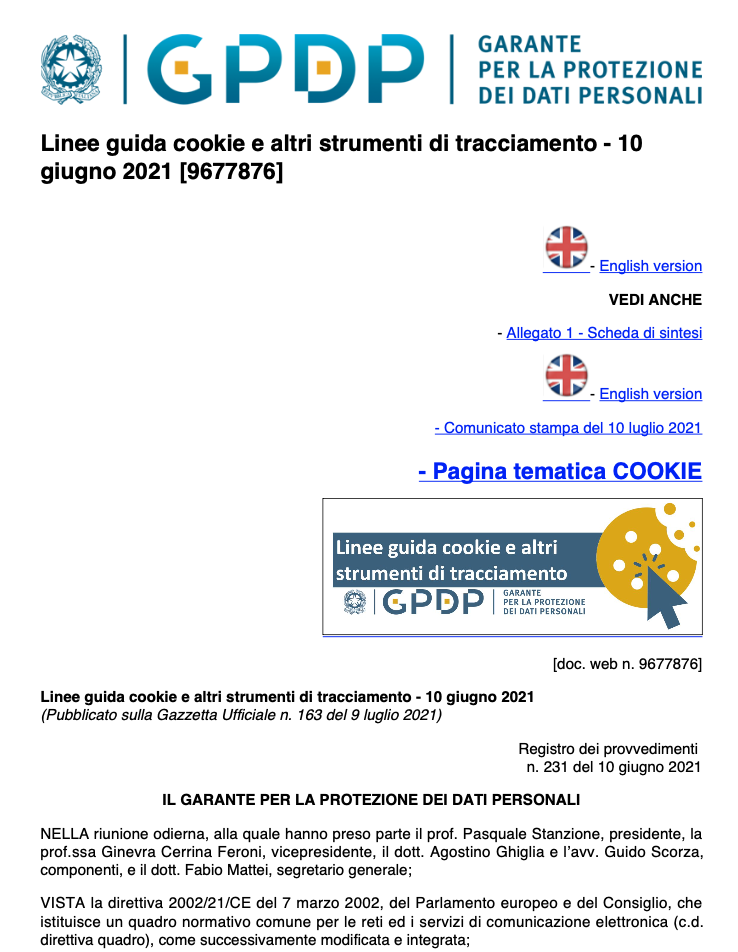 GPDP
GARANTE
PER LA PROTEZIONE
DEI DATI PERSONALI
Linee guida cookie e altri strumenti di tracciamento - 10
giugno 2021 [9677876]
- English version
VEDI ANCHE
- Allegato 1 - Scheda di sintesi
- English version
- Comunicato stampa del 10 luglio 2021
- Pagina tematica COOKIE
Linee guida cookie e altri
strumenti di tracciamento
GPDP
GARANTE
PER LA PROTEZIONE
DEI DATI PERSONALI
[doc. web n. 9677876]
Linee guida cookie e altri strumenti di tracciamento - 10 giugno 2021
(Pubblicato sulla Gazzetta Ufficiale n. 163 del 9 luglio 2021)
Registro dei provvedimenti
n. 231 del 10 giugno 2021
IL GARANTE PER LA PROTEZIONE DEI DATI PERSONALI
NELLA riunione odierna, alla quale hanno preso parte il prof. Pasquale Stanzione, presidente, la
prof.ssa Ginevra Cerrina Feroni, vicepresidente, il dott. Agostino Ghiglia e l'avv. Guido Scorza,
componenti, e il dott. Fabio Mattei, segretario generale;
VISTA la direttiva 2002/21/CE del 7 marzo 2002, del Parlamento europeo e del Consiglio, che
istituisce un quadro normativo comune per le reti ed i servizi di comunicazione elettronica (c.d.
direttiva quadro), come successivamente modificata e integrata;